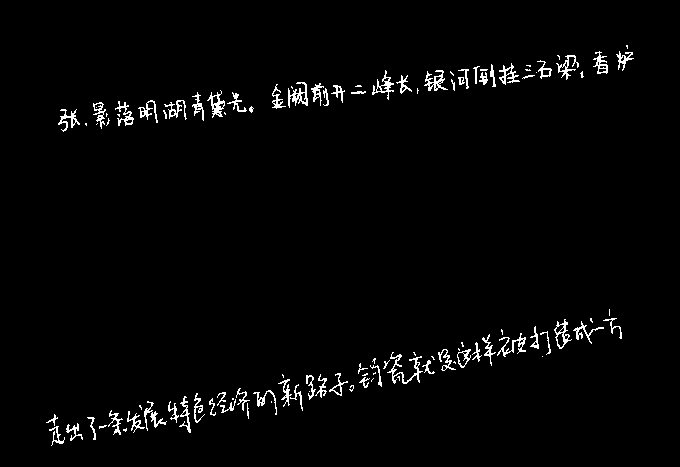 张,影落明湖青黛光。金阙前开二峰长,银河倒挂三石梁。香炉
走出了一条发展特色经济的新路子。钧瓷就是这样被打造成一方